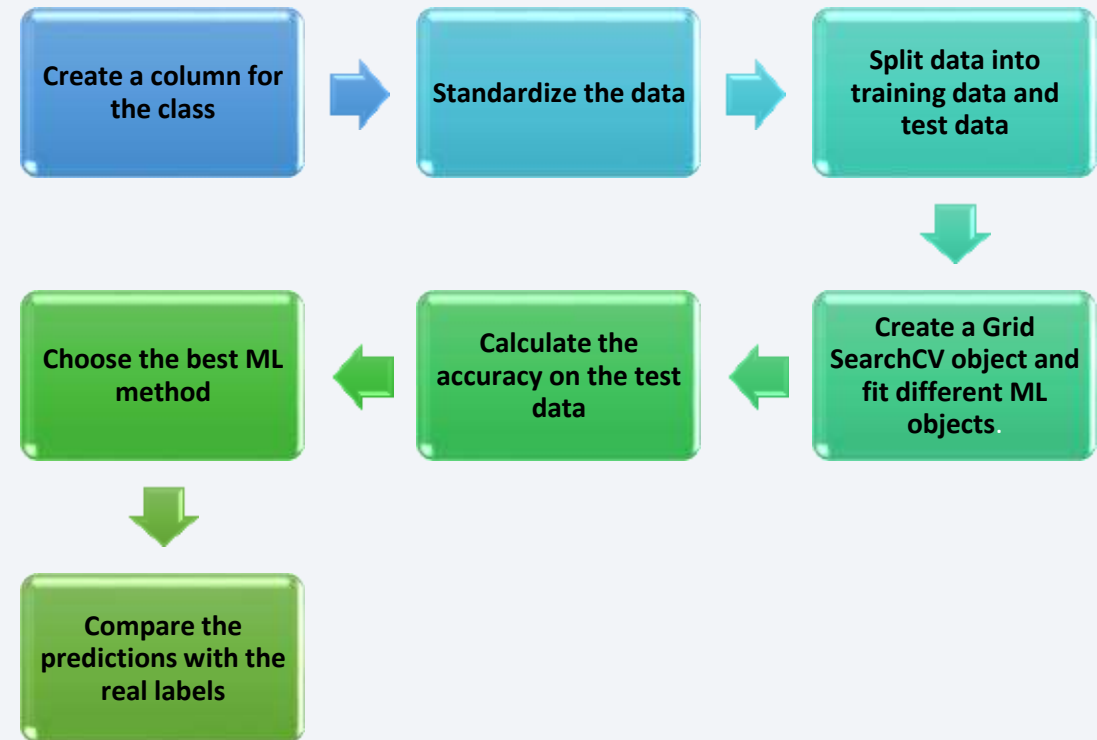 Create a column for
the class
Standardize the data
Split data into
training data and
test data
Create a Grid
SearchCV object and
fit different ML
objects.
Calculate the
accuracy on the test
data
Choose the best ML
method
Compare the
predictions with the
real labels